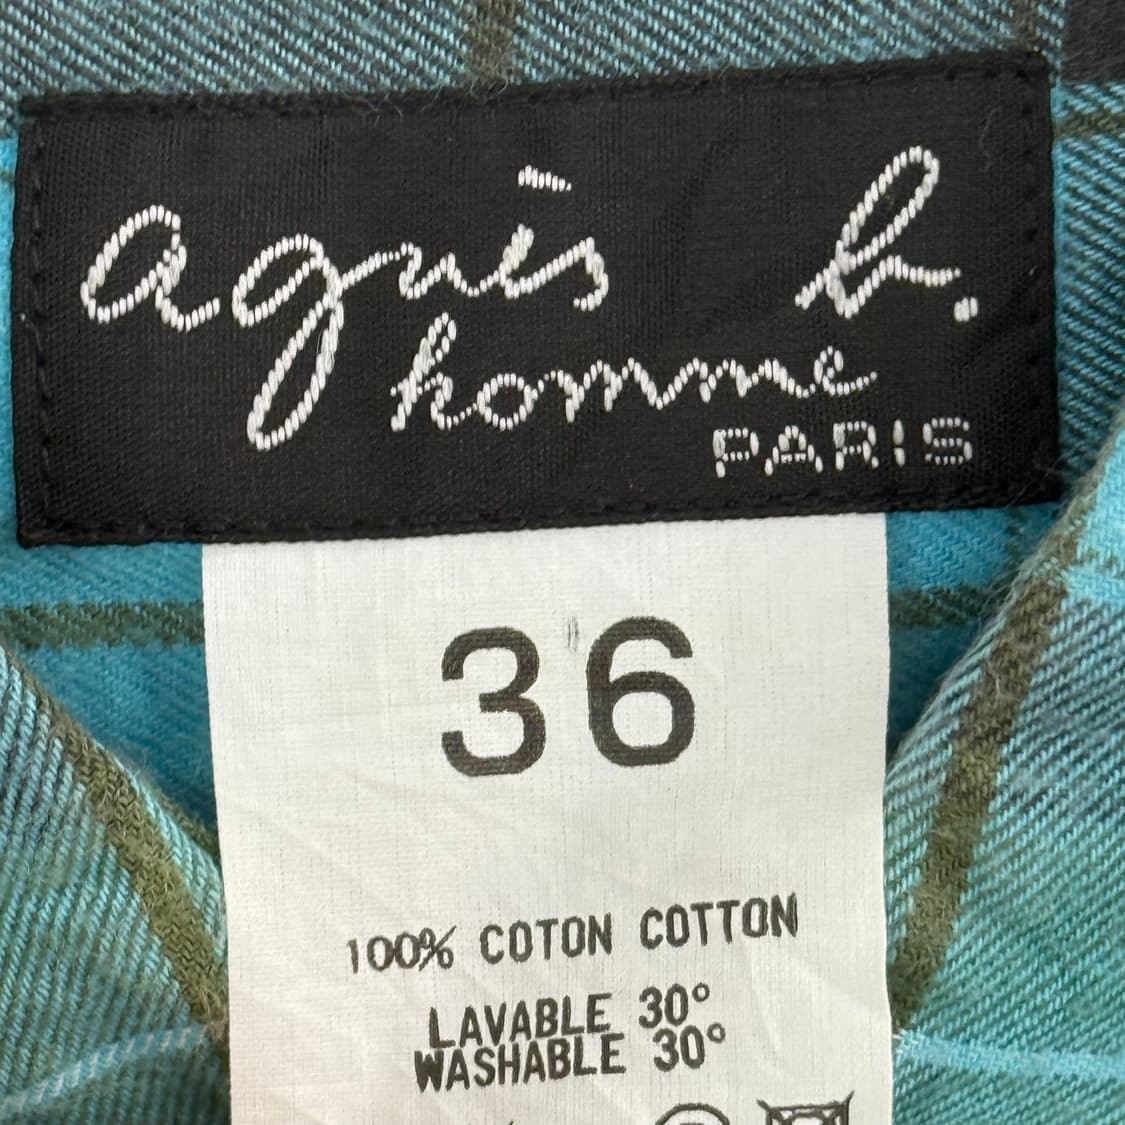 agnès b.
homme
PARIS
36
100% COTON COTTON
LAVABLE 30°
WASHABLE 30°